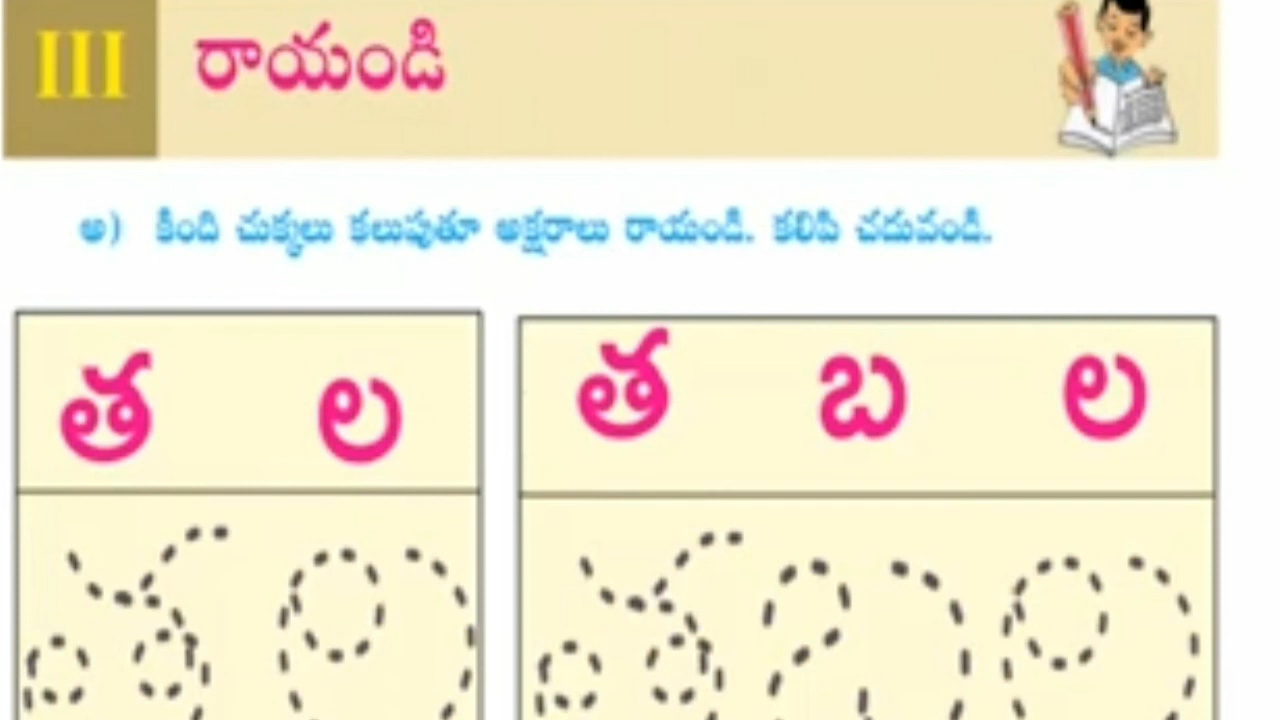 III రాయండి
అ) కింది చుక్కలు కలుపుతూ అక్షరాలు రాయండి. కలిపి చదువండి.
త ల త బ ల
త ల త బ ల